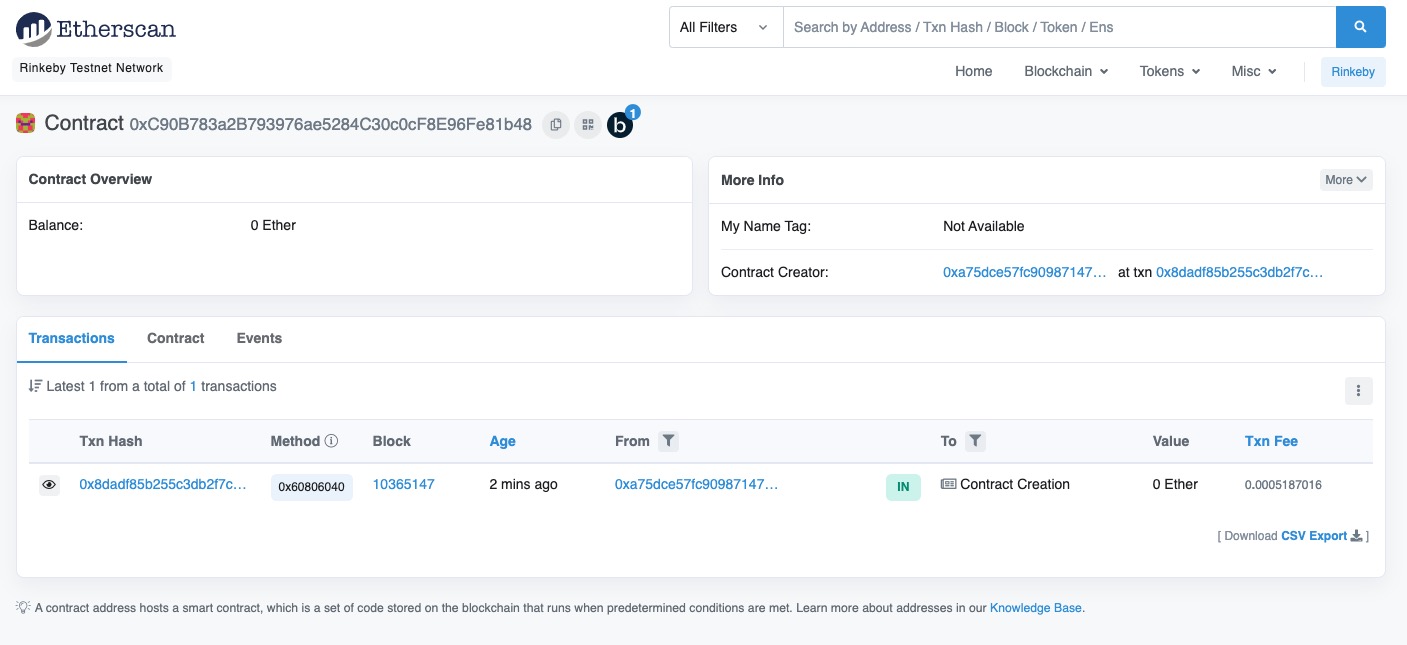 Etherscan
All Filters Search by Address / Txn Hash / Block / Token / Ens
Rinkeby Testnet Network
Home Blockchain Tokens Misc Rinkeby
Contract 0xC90B783a2B793976ae5284C30c0cF8E96Fe81b48 b 1
Contract Overview
Balance: 0 Ether
More Info More
My Name Tag: Not Available
Contract Creator: 0xa75dce57fc90987147... at txn 0x8dadf85b255c3db2f7c...
Transactions Contract Events
Latest 1 from a total of 1 transactions
Txn Hash Method Block Age From To Value Txn Fee
0x8dadf85b255c3db2f7c... 0x60806040 10365147 2 mins ago 0xa75dce57fc90987147... IN Contract Creation 0 Ether 0.0005187016
[ Download CSV Export ]
A contract address hosts a smart contract, which is a set of code stored on the blockchain that runs when predetermined conditions are met. Learn more about addresses in our Knowledge Base.